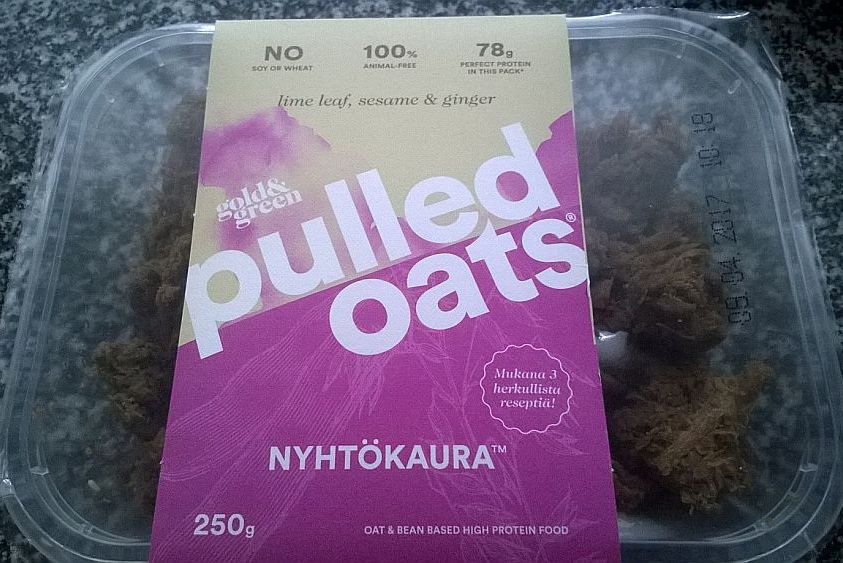 NO
SOY OR WHEAT
100%
ANIMAL-FREE
78g
PERFECT PROTEIN
IN THIS PACK*
lime leaf, sesame & ginger
gold&
green
pulled
oats®
Mukana 3
herkullista
reseptiä!
NYHTÖKAURA™
250g
OAT & BEAN BASED HIGH PROTEIN FOOD
09.04.2017 10:18